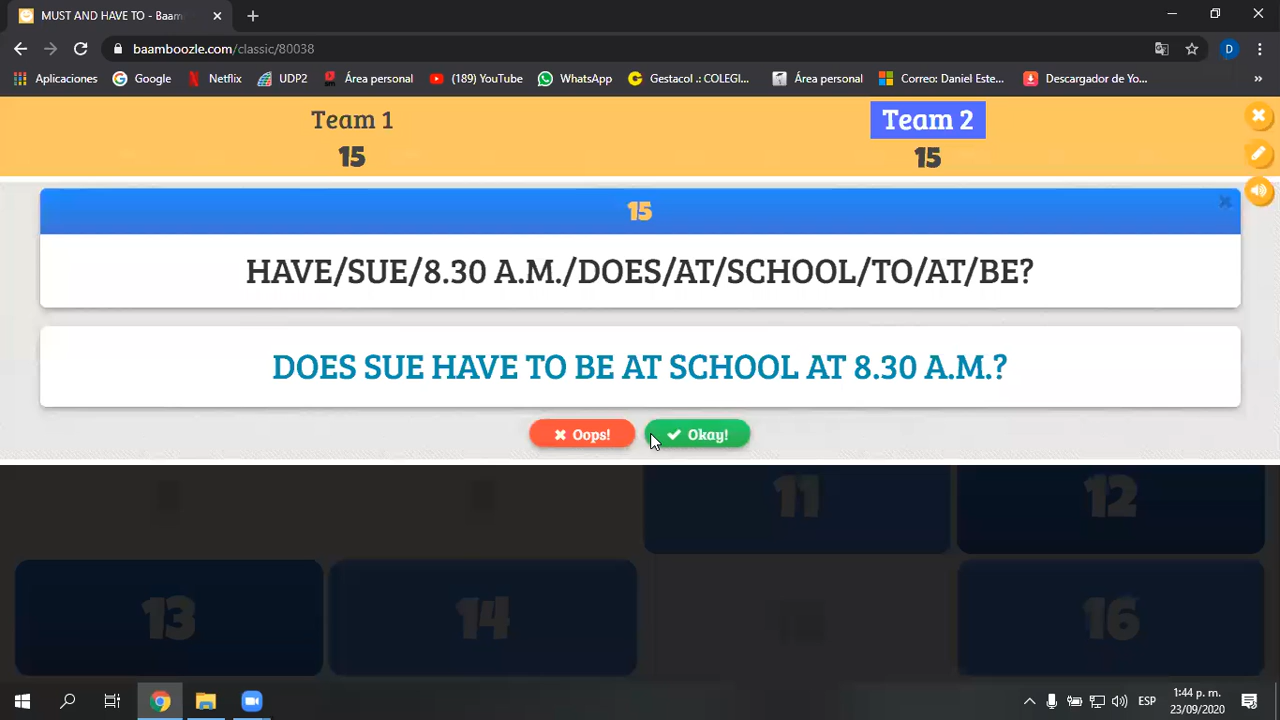 MUST AND HAVE TO - Baam
baamboozle.com/classic/80038
D
Aplicaciones Google Netflix UDP2 Área personal (189) YouTube WhatsApp Gestacol .: COLEGI... Área personal Correo: Daniel Este... Descargador de Yo... »
Team 1 Team 2
15 15
15
HAVE/SUE/8.30 A.M./DOES/AT/SCHOOL/TO/AT/BE?
DOES SUE HAVE TO BE AT SCHOOL AT 8.30 A.M.?
Oops! Okay!
11 12
13 14 16
ESP 1:44 p. m.
23/09/2020